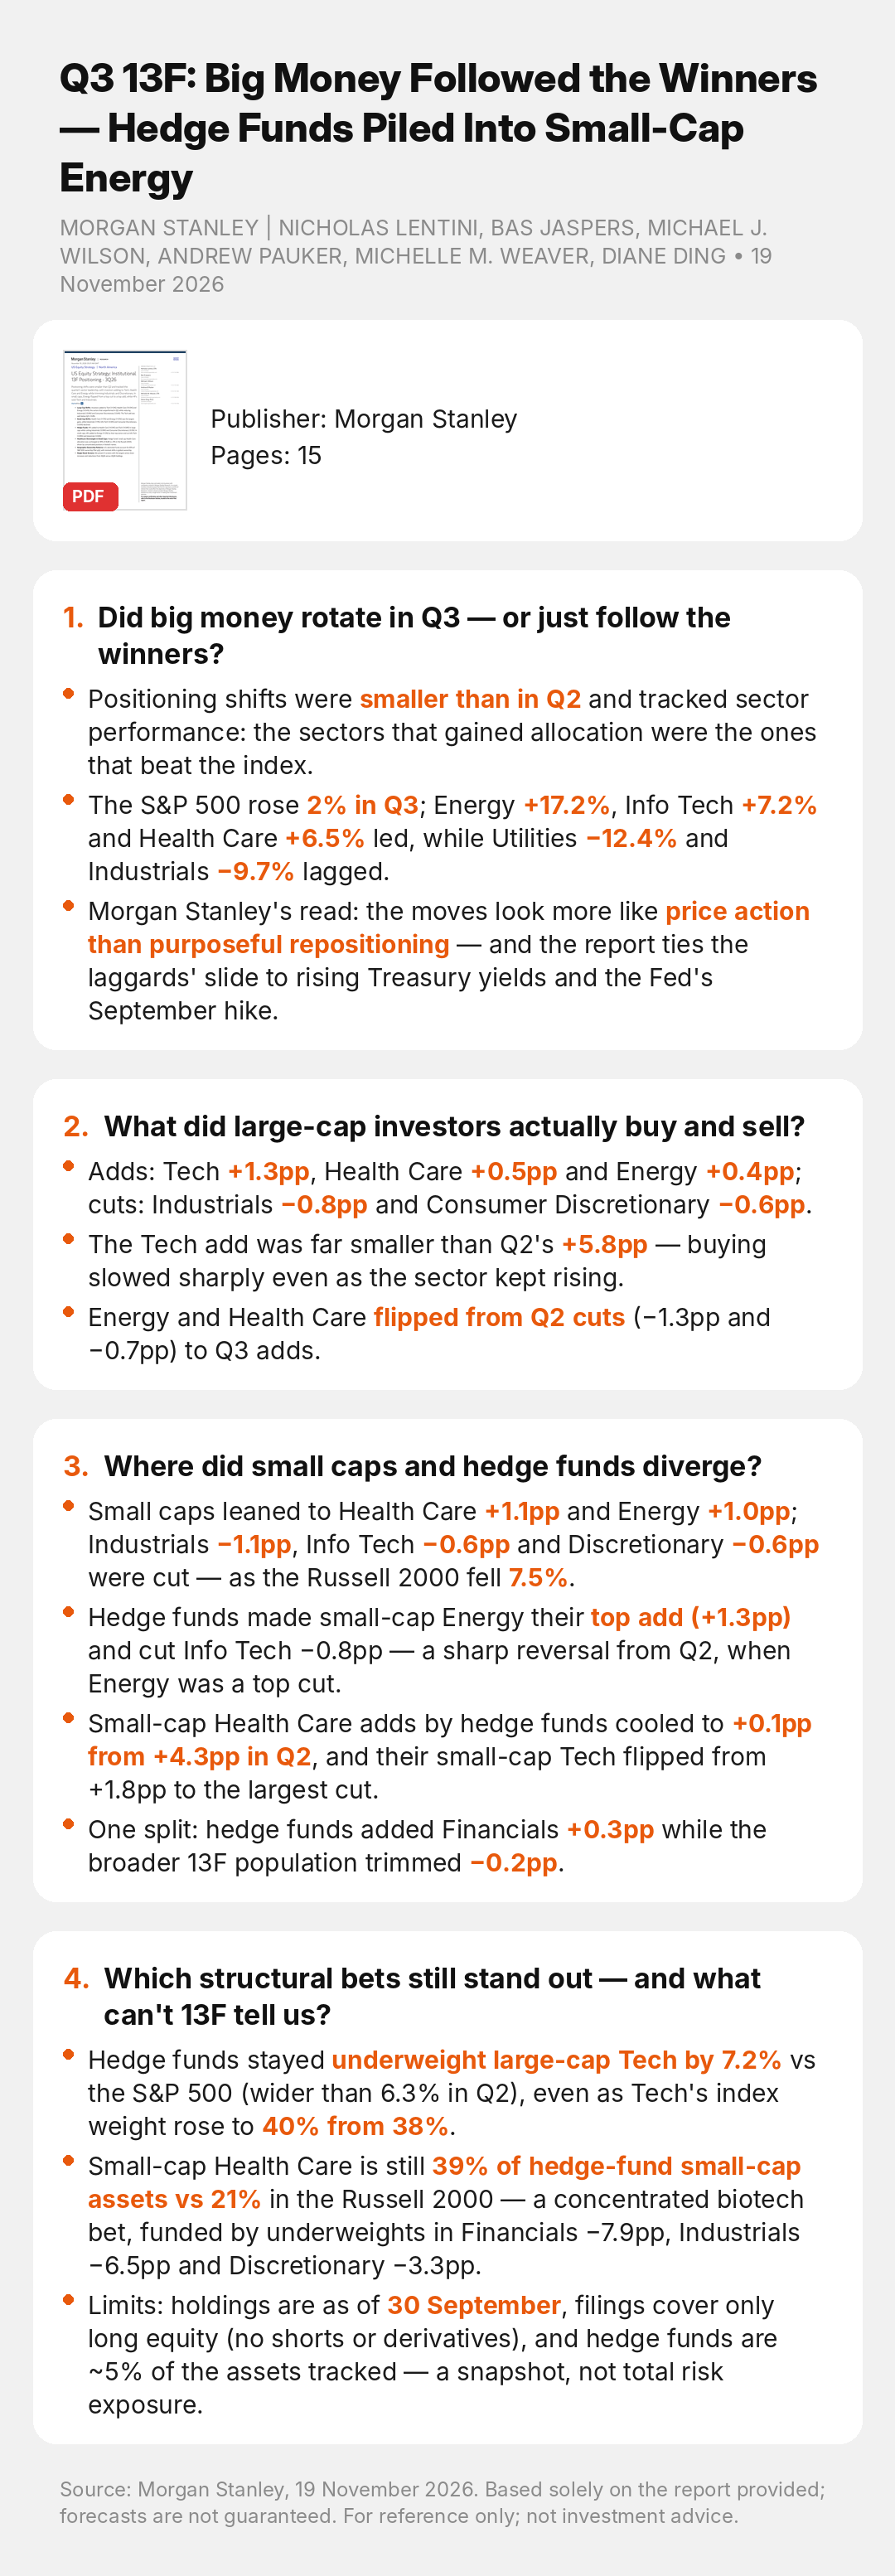 Q3 13F: Big Money Followed the Winners
— Hedge Funds Piled Into Small-Cap
Energy
MORGAN STANLEY | NICHOLAS LENTINI, BAS JASPERS, MICHAEL J.
WILSON, ANDREW PAUKER, MICHELLE M. WEAVER, DIANE DING • 19
November 2026
Morgan Stanley
US Equity Strategy: Institutional
13F Positioning - 3Q26
PDF
Publisher: Morgan Stanley
Pages: 15
1. Did big money rotate in Q3 — or just follow the
winners?
• Positioning shifts were smaller than in Q2 and tracked sector
performance: the sectors that gained allocation were the ones
that beat the index.
• The S&P 500 rose 2% in Q3; Energy +17.2%, Info Tech +7.2%
and Health Care +6.5% led, while Utilities −12.4% and
Industrials −9.7% lagged.
• Morgan Stanley's read: the moves look more like price action
than purposeful repositioning — and the report ties the
laggards' slide to rising Treasury yields and the Fed's
September hike.
2. What did large-cap investors actually buy and sell?
• Adds: Tech +1.3pp, Health Care +0.5pp and Energy +0.4pp;
cuts: Industrials −0.8pp and Consumer Discretionary −0.6pp.
• The Tech add was far smaller than Q2's +5.8pp — buying
slowed sharply even as the sector kept rising.
• Energy and Health Care flipped from Q2 cuts (−1.3pp and
−0.7pp) to Q3 adds.
3. Where did small caps and hedge funds diverge?
• Small caps leaned to Health Care +1.1pp and Energy +1.0pp;
Industrials −1.1pp, Info Tech −0.6pp and Discretionary −0.6pp
were cut — as the Russell 2000 fell 7.5%.
• Hedge funds made small-cap Energy their top add (+1.3pp)
and cut Info Tech −0.8pp — a sharp reversal from Q2, when
Energy was a top cut.
• Small-cap Health Care adds by hedge funds cooled to +0.1pp
from +4.3pp in Q2, and their small-cap Tech flipped from
+1.8pp to the largest cut.
• One split: hedge funds added Financials +0.3pp while the
broader 13F population trimmed −0.2pp.
4. Which structural bets still stand out — and what
can't 13F tell us?
• Hedge funds stayed underweight large-cap Tech by 7.2% vs
the S&P 500 (wider than 6.3% in Q2), even as Tech's index
weight rose to 40% from 38%.
• Small-cap Health Care is still 39% of hedge-fund small-cap
assets vs 21% in the Russell 2000 — a concentrated biotech
bet, funded by underweights in Financials −7.9pp, Industrials
−6.5pp and Discretionary −3.3pp.
• Limits: holdings are as of 30 September, filings cover only
long equity (no shorts or derivatives), and hedge funds are
~5% of the assets tracked — a snapshot, not total risk
exposure.
Source: Morgan Stanley, 19 November 2026. Based solely on the report provided;
forecasts are not guaranteed. For reference only; not investment advice.